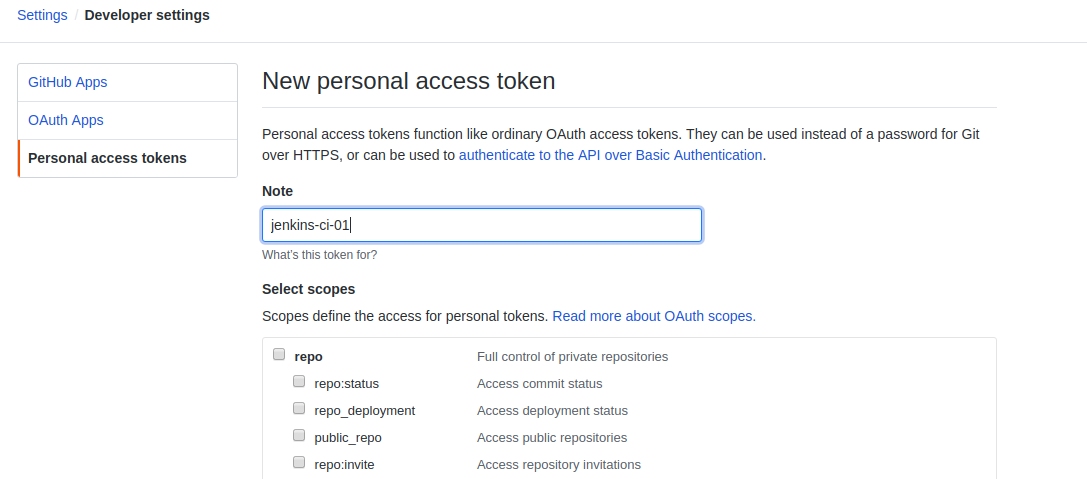 Settings / Developer settings
GitHub Apps
OAuth Apps
Personal access tokens
New personal access token
Personal access tokens function like ordinary OAuth access tokens. They can be used instead of a password for Git
over HTTPS, or can be used to authenticate to the API over Basic Authentication.
Note
jenkins-ci-01
What's this token for?
Select scopes
Scopes define the access for personal tokens. Read more about OAuth scopes.
repo Full control of private repositories
repo:status Access commit status
repo_deployment Access deployment status
public_repo Access public repositories
repo:invite Access repository invitations